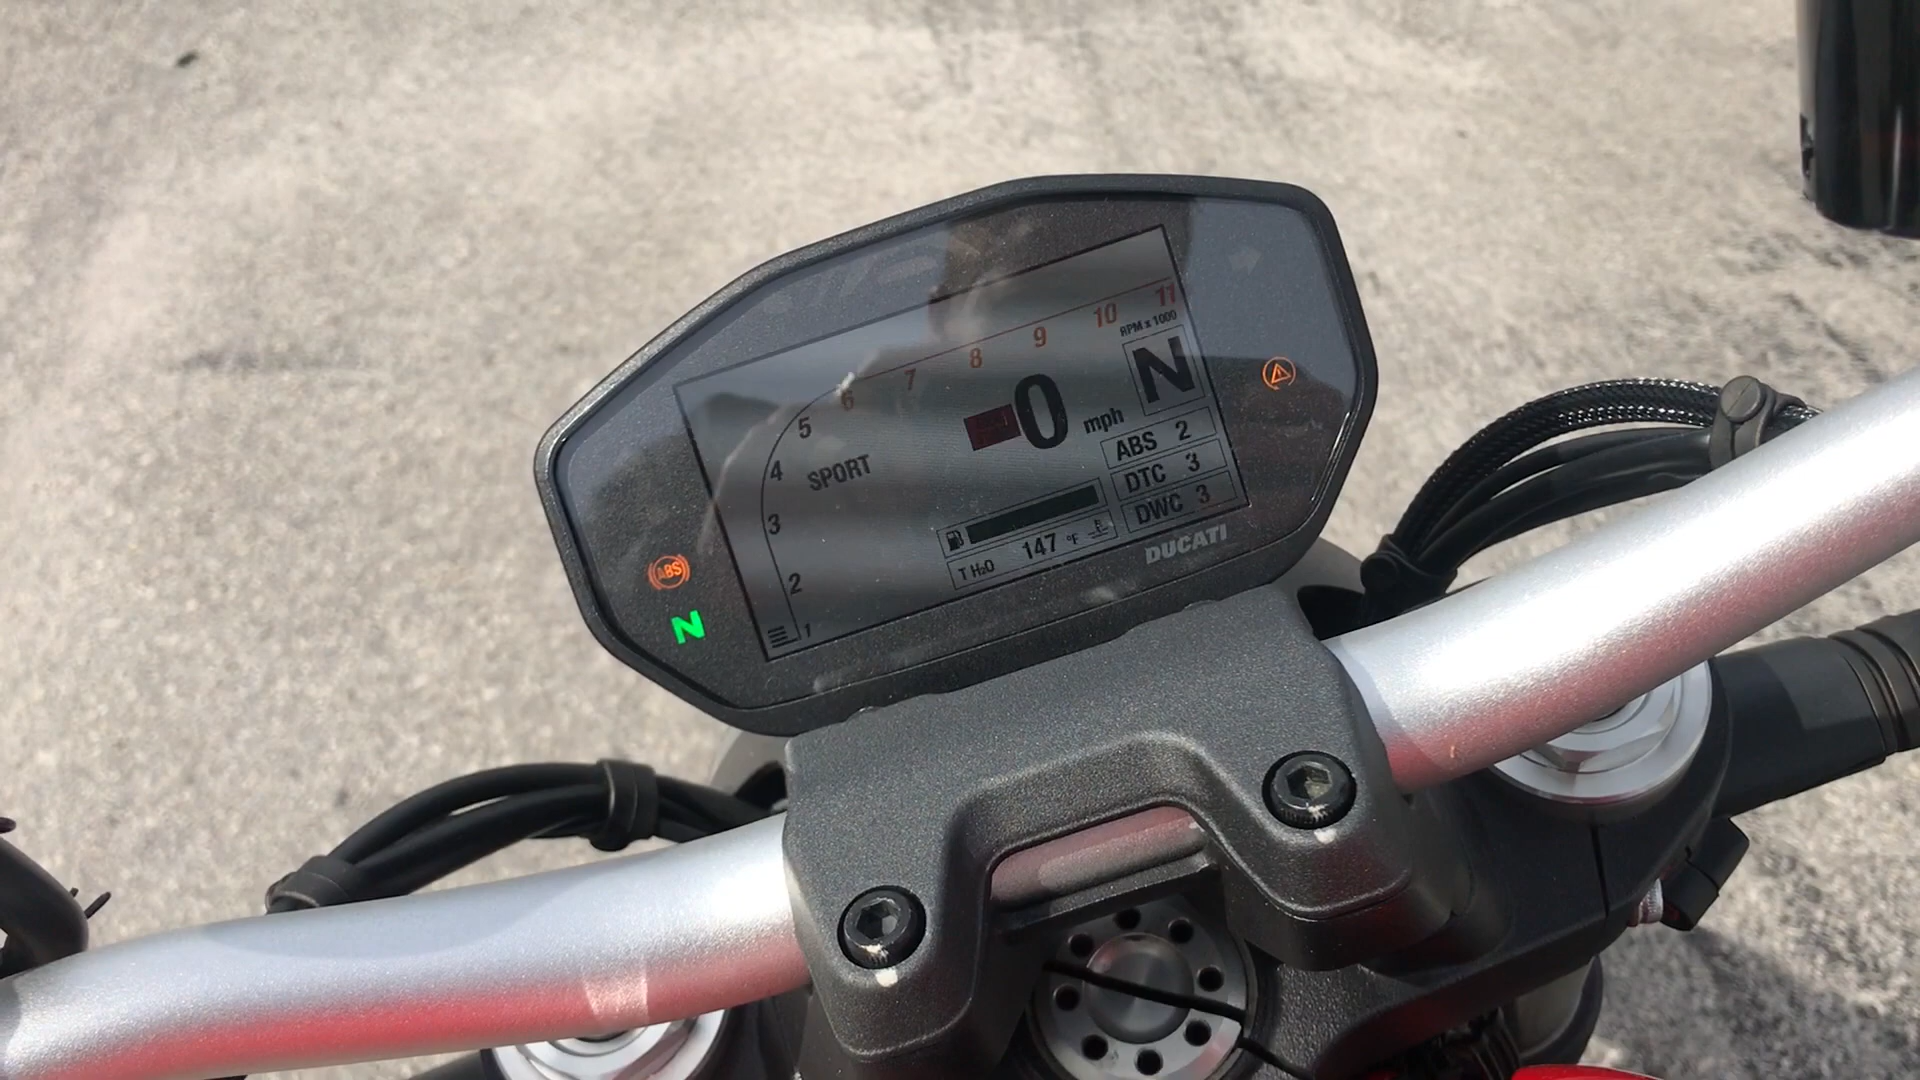 11
10
9
8
7
6
5
4
3
2
1
RPM x 1000
N
0 mph
SPORT
ABS 2
DTC 3
DWC 3
T H₂O 147 °F
DUCATI
ABS
N